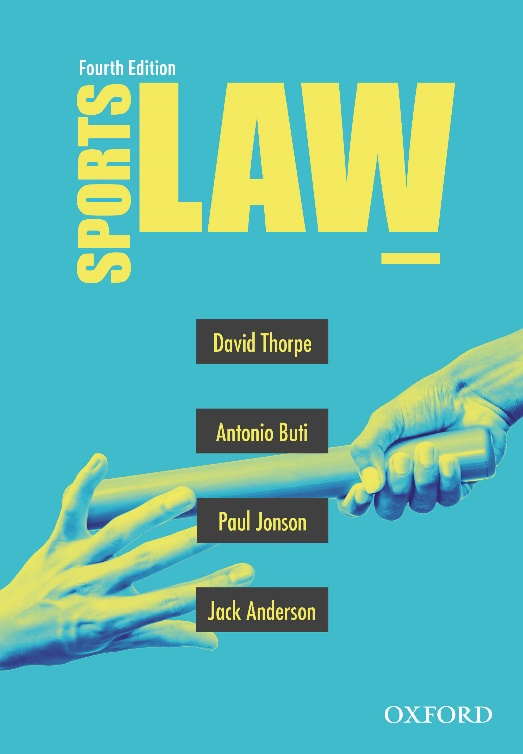 Fourth Edition
SPORTS
LAW
David Thorpe
Antonio Buti
Paul Jonson
Jack Anderson
OXFORD